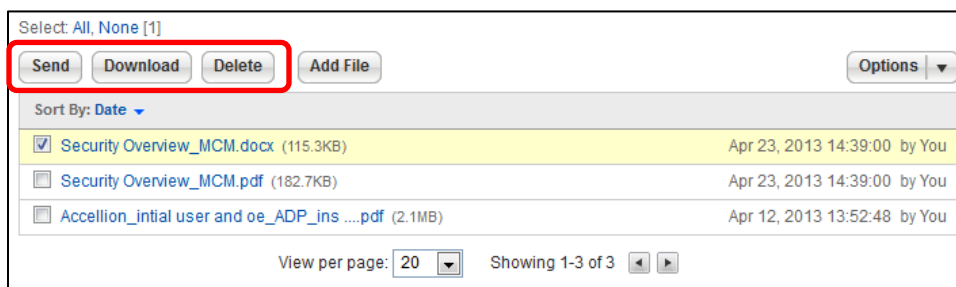 Select: All, None [1]
Send Download Delete Add File Options
Sort By: Date
Security Overview_MCM.docx (115.3KB) Apr 23, 2013 14:39:00 by You
Security Overview_MCM.pdf (182.7KB) Apr 23, 2013 14:39:00 by You
Accellion_intial user and oe_ADP_ins ....pdf (2.1MB) Apr 12, 2013 13:52:48 by You
View per page: 20 Showing 1-3 of 3